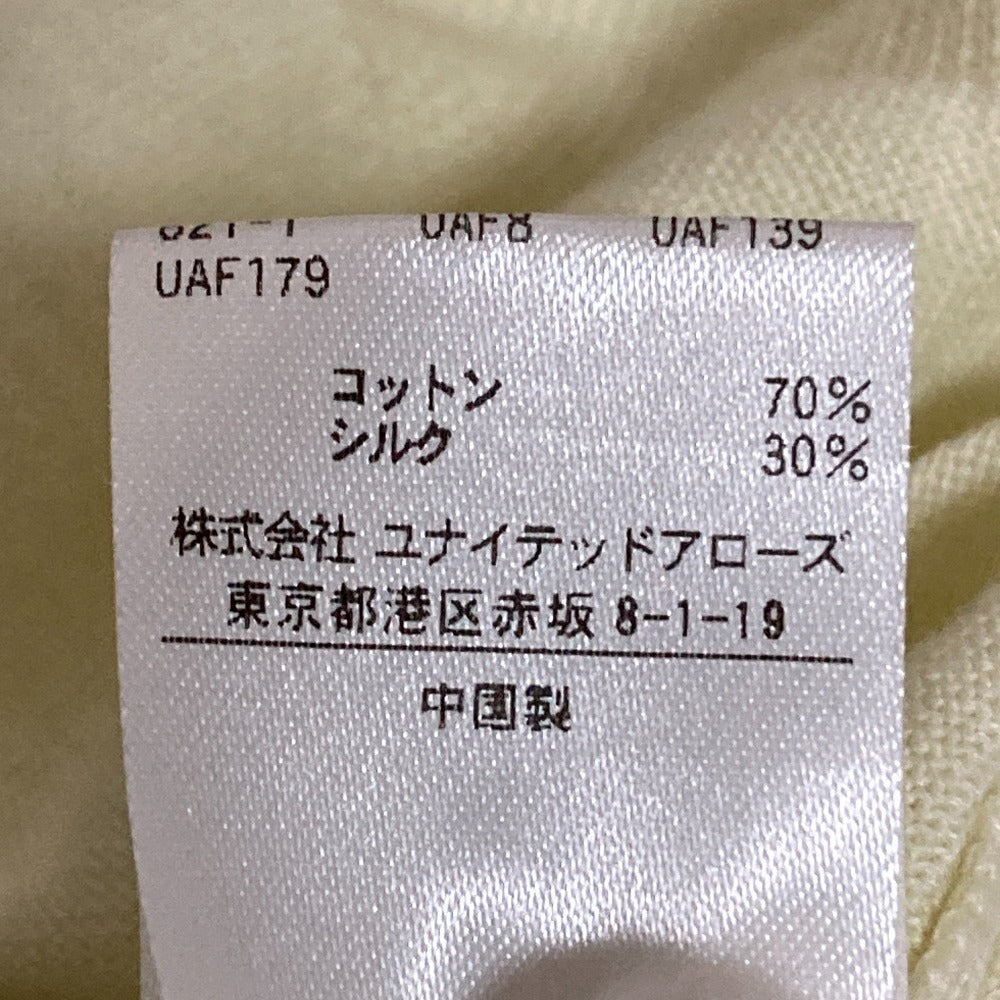 UAF8 UAF139
UAF179
コットン 70%
シルク 30%
株式会社 ユナイテッドアローズ
東京都港区赤坂 8-1-19
中国製